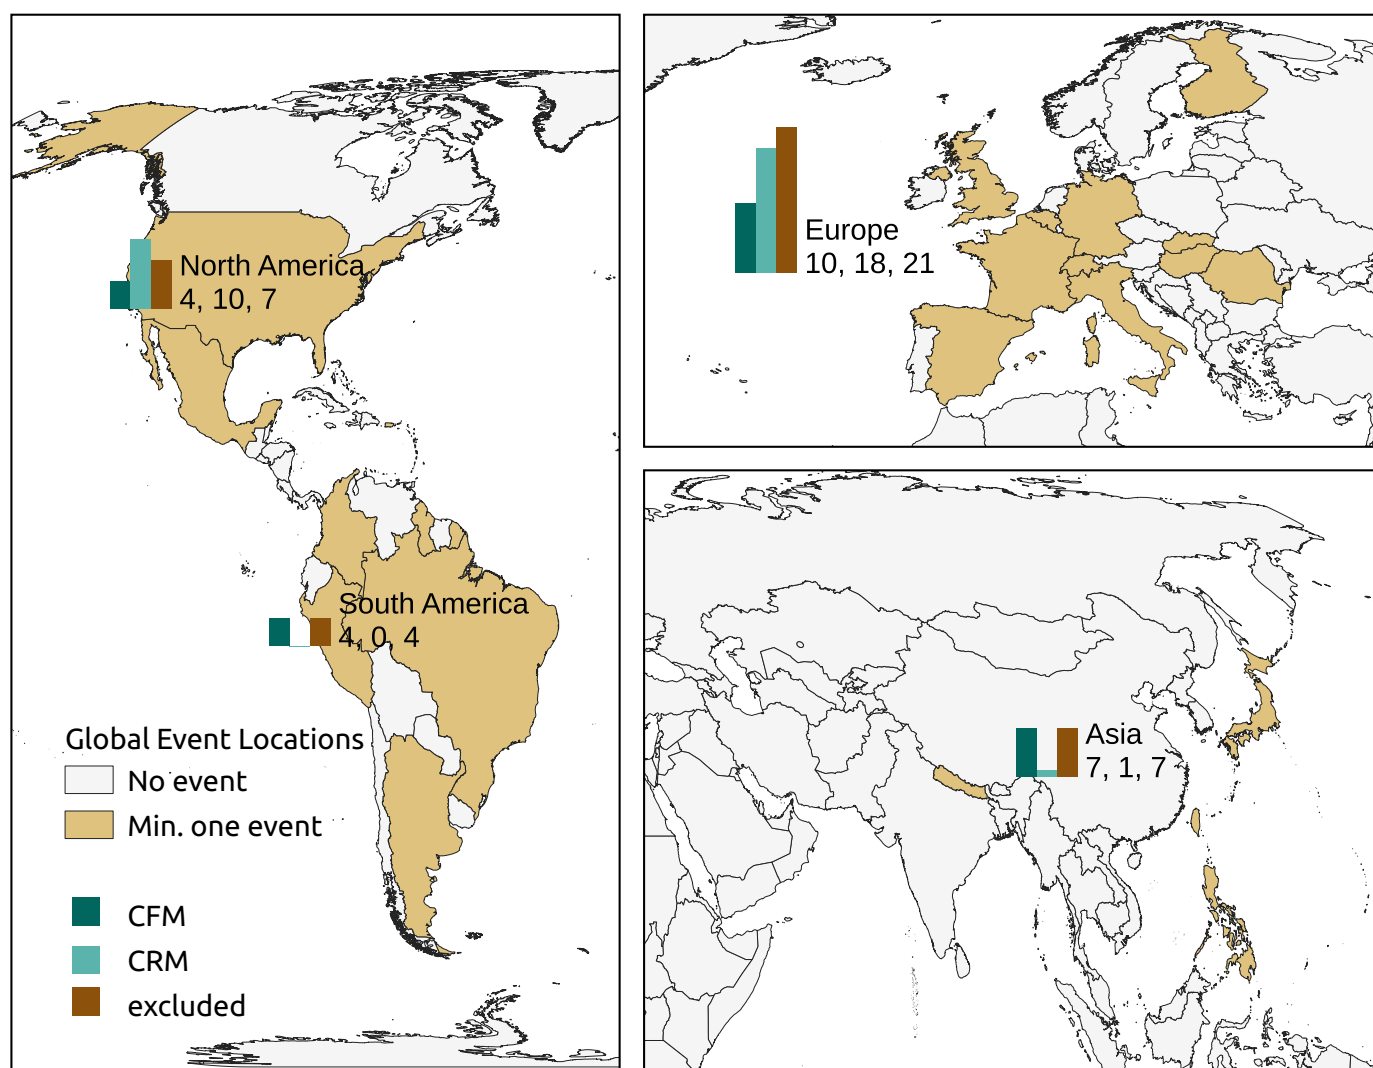 North America
4, 10, 7
South America
4, 0, 4
Global Event Locations
No event
Min. one event
CFM
CRM
excluded
Europe
10, 18, 21
Asia
7, 1, 7